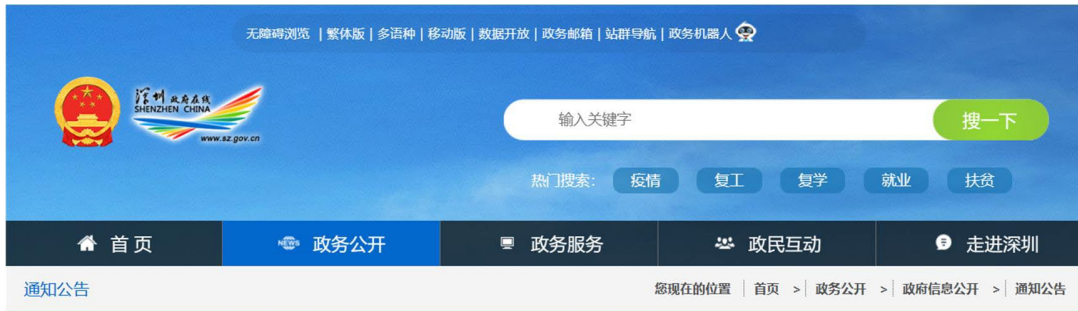 无障碍浏览 | 繁体版 | 多语种 | 移动版 | 数据开放 | 政务邮箱 | 站群导航 | 政务机器人
深圳政府在线
SHENZHEN CHINA
www.sz.gov.cn
输入关键字 搜一下
热门搜索： 疫情 复工 复学 就业 扶贫
首页 NEWS 政务公开 政务服务 政民互动 走进深圳
通知公告 您现在的位置 | 首页 > | 政务公开 > | 政府信息公开 > | 通知公告